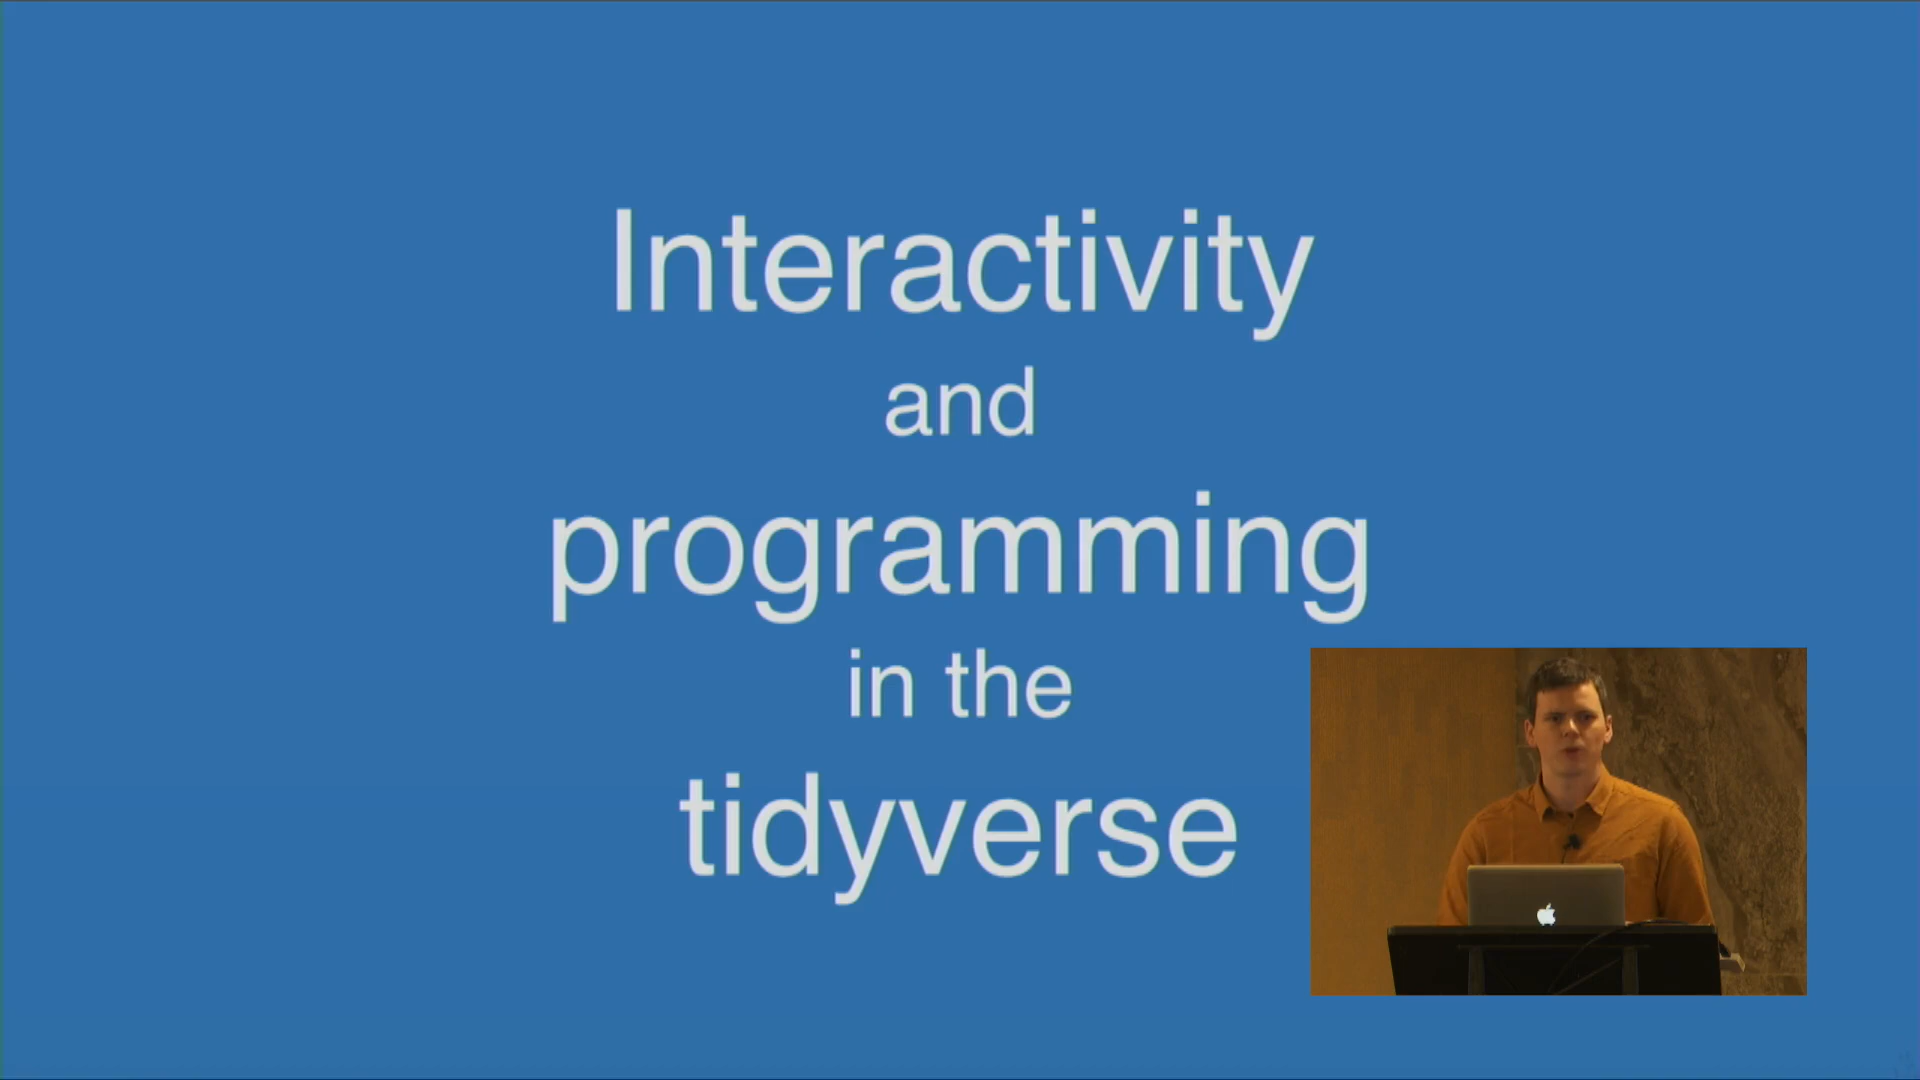 Interactivity
and
programming
in the
tidyverse